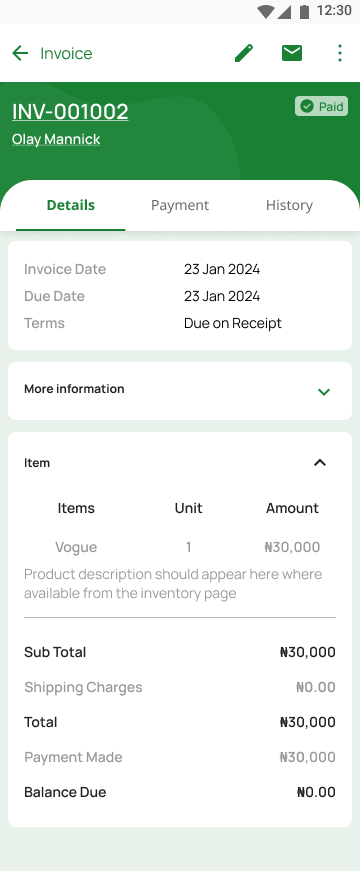 12:30
Invoice
INV-001002
Paid
Olay Mannick
Details Payment History
Invoice Date 23 Jan 2024
Due Date 23 Jan 2024
Terms Due on Receipt
More information
Item
Items Unit Amount
Vogue 1 ₦30,000
Product description should appear here where
available from the inventory page
Sub Total ₦30,000
Shipping Charges ₦0.00
Total ₦30,000
Payment Made ₦30,000
Balance Due ₦0.00